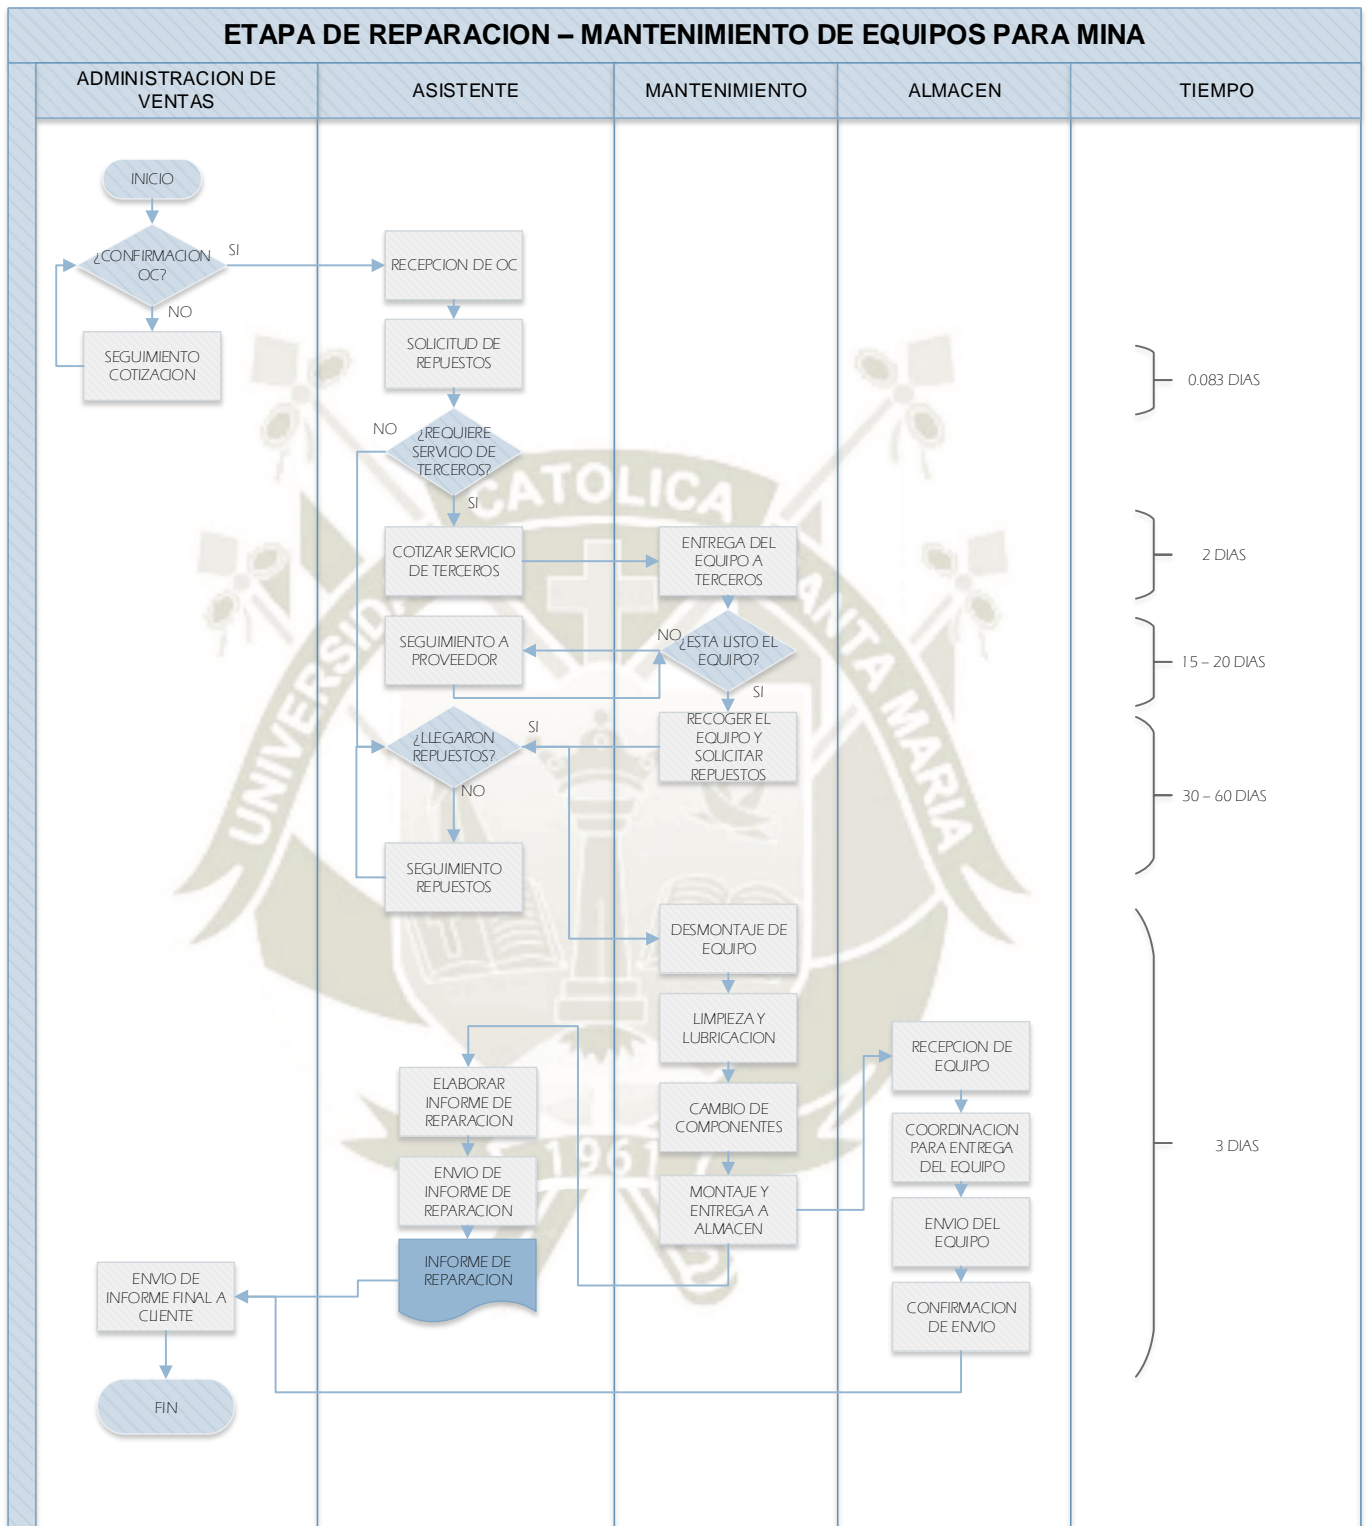 ETAPA DE REPARACION – MANTENIMIENTO DE EQUIPOS PARA MINA
ADMINISTRACION DE
VENTAS
ASISTENTE
MANTENIMIENTO
ALMACEN
TIEMPO
INICIO
¿CONFIRMACION
OC?
SI
NO
SEGUIMIENTO
COTIZACION
RECEPCION DE OC
SOLICITUD DE
REPUESTOS
0.083 DIAS
NO
¿REQUIERE
SERVICIO DE
TERCEROS?
SI
COTIZAR SERVICIO
DE TERCEROS
ENTREGA DEL
EQUIPO A
TERCEROS
2 DIAS
SEGUIMIENTO A
PROVEEDOR
NO
¿ESTA LISTO EL
EQUIPO?
SI
15 – 20 DIAS
RECOGER EL
EQUIPO Y
SOLICITAR
REPUESTOS
¿LLEGARON
REPUESTOS?
SI
NO
30 – 60 DIAS
SEGUIMIENTO
REPUESTOS
DESMONTAJE DE
EQUIPO
LIMPIEZA Y
LUBRICACION
CAMBIO DE
COMPONENTES
MONTAJE Y
ENTREGA A
ALMACEN
RECEPCION DE
EQUIPO
COORDINACION
PARA ENTREGA
DEL EQUIPO
ENVIO DEL
EQUIPO
CONFIRMACION
DE ENVIO
3 DIAS
ELABORAR
INFORME DE
REPARACION
ENVIO DE
INFORME DE
REPARACION
INFORME DE
REPARACION
ENVIO DE
INFORME FINAL A
CLIENTE
FIN
CATOLICA
SANTA MARIA
1961